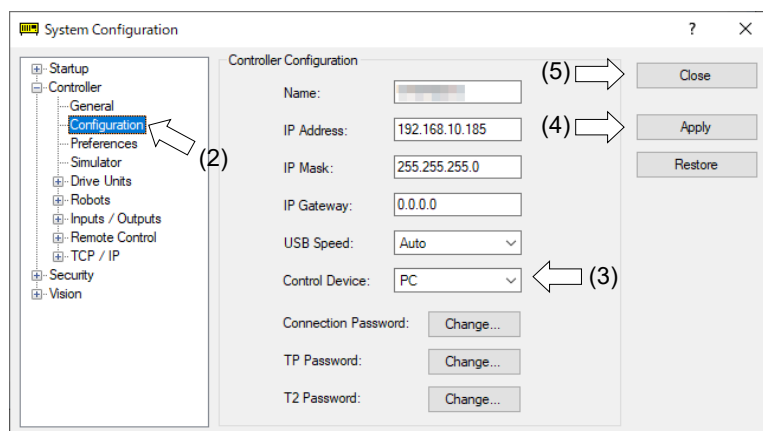 System Configuration
?
Startup
Controller
General
Configuration
Preferences
Simulator
Drive Units
Robots
Inputs / Outputs
Remote Control
TCP / IP
Security
Vision
(2)
Controller Configuration
Name:
IP Address: 192.168.10.185
IP Mask: 255.255.255.0
IP Gateway: 0.0.0.0
USB Speed: Auto
Control Device: PC
(3)
Connection Password: Change...
TP Password: Change...
T2 Password: Change...
(5)
Close
(4)
Apply
Restore